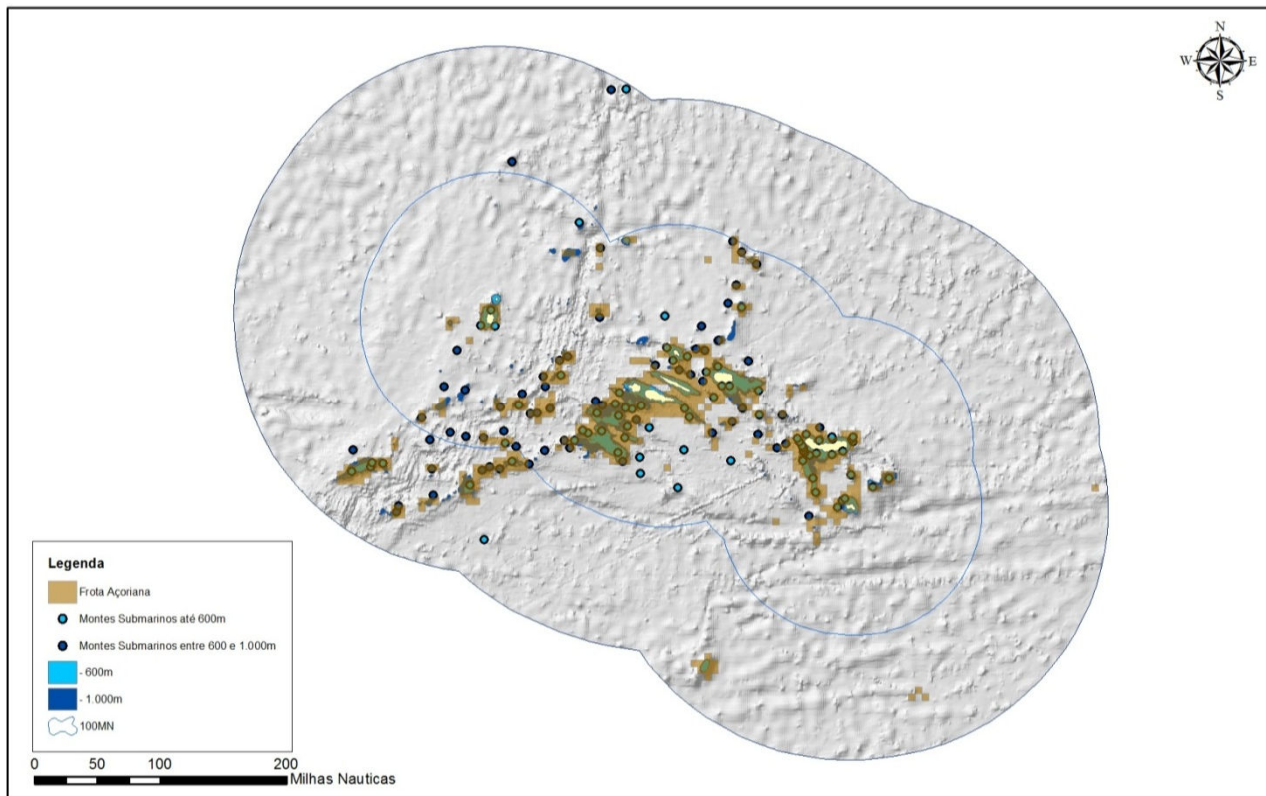 N
W E
S
Legenda
Frota Açoriana
Montes Submarinos até 600m
Montes Submarinos entre 600 e 1.000m
- 600m
- 1.000m
100MN
0 50 100 200
Milhas Nauticas